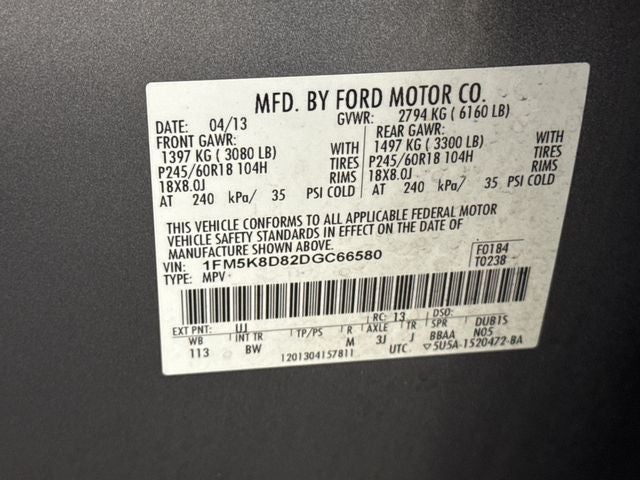 MFD. BY FORD MOTOR CO.
DATE: 04/13 GVWR: 2794 KG ( 6160 LB)
FRONT GAWR: REAR GAWR:
1397 KG ( 3080 LB) WITH 1497 KG ( 3300 LB) WITH
P245/60R18 104H TIRES P245/60R18 104H TIRES
18X8.0J RIMS 18X8.0J RIMS
AT 240 kPa/ 35 PSI COLD AT 240 kPa/ 35 PSI COLD
THIS VEHICLE CONFORMS TO ALL APPLICABLE FEDERAL MOTOR
VEHICLE SAFETY STANDARDS IN EFFECT ON THE DATE OF
MANUFACTURE SHOWN ABOVE.
VIN: 1FM5K8D82DGC66580 F0184
TYPE: MPV T0238
EXT PNT: UJ RC: 13 DSO:
WB INT TR TP/PS R AXLE TR SPR DUB1S
113 BW M 3J J BBAA N05
1201304157811 UTC ▽5U5A-1520472-BA